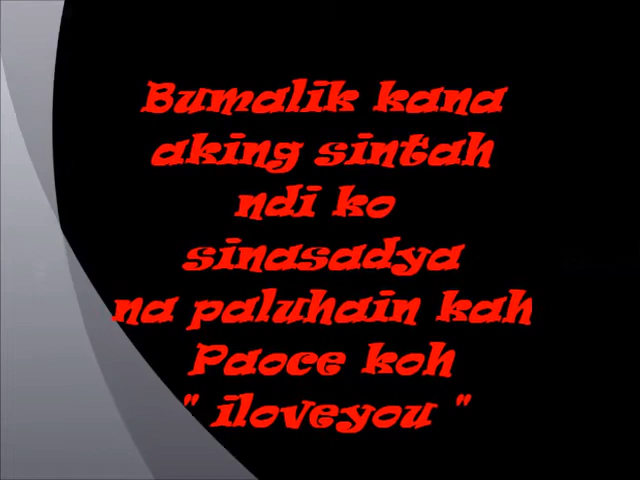 Bumalik kana
aking sintah
ndi ko
sinasadya
na paluhain kah
Paoce koh
" iloveyou "